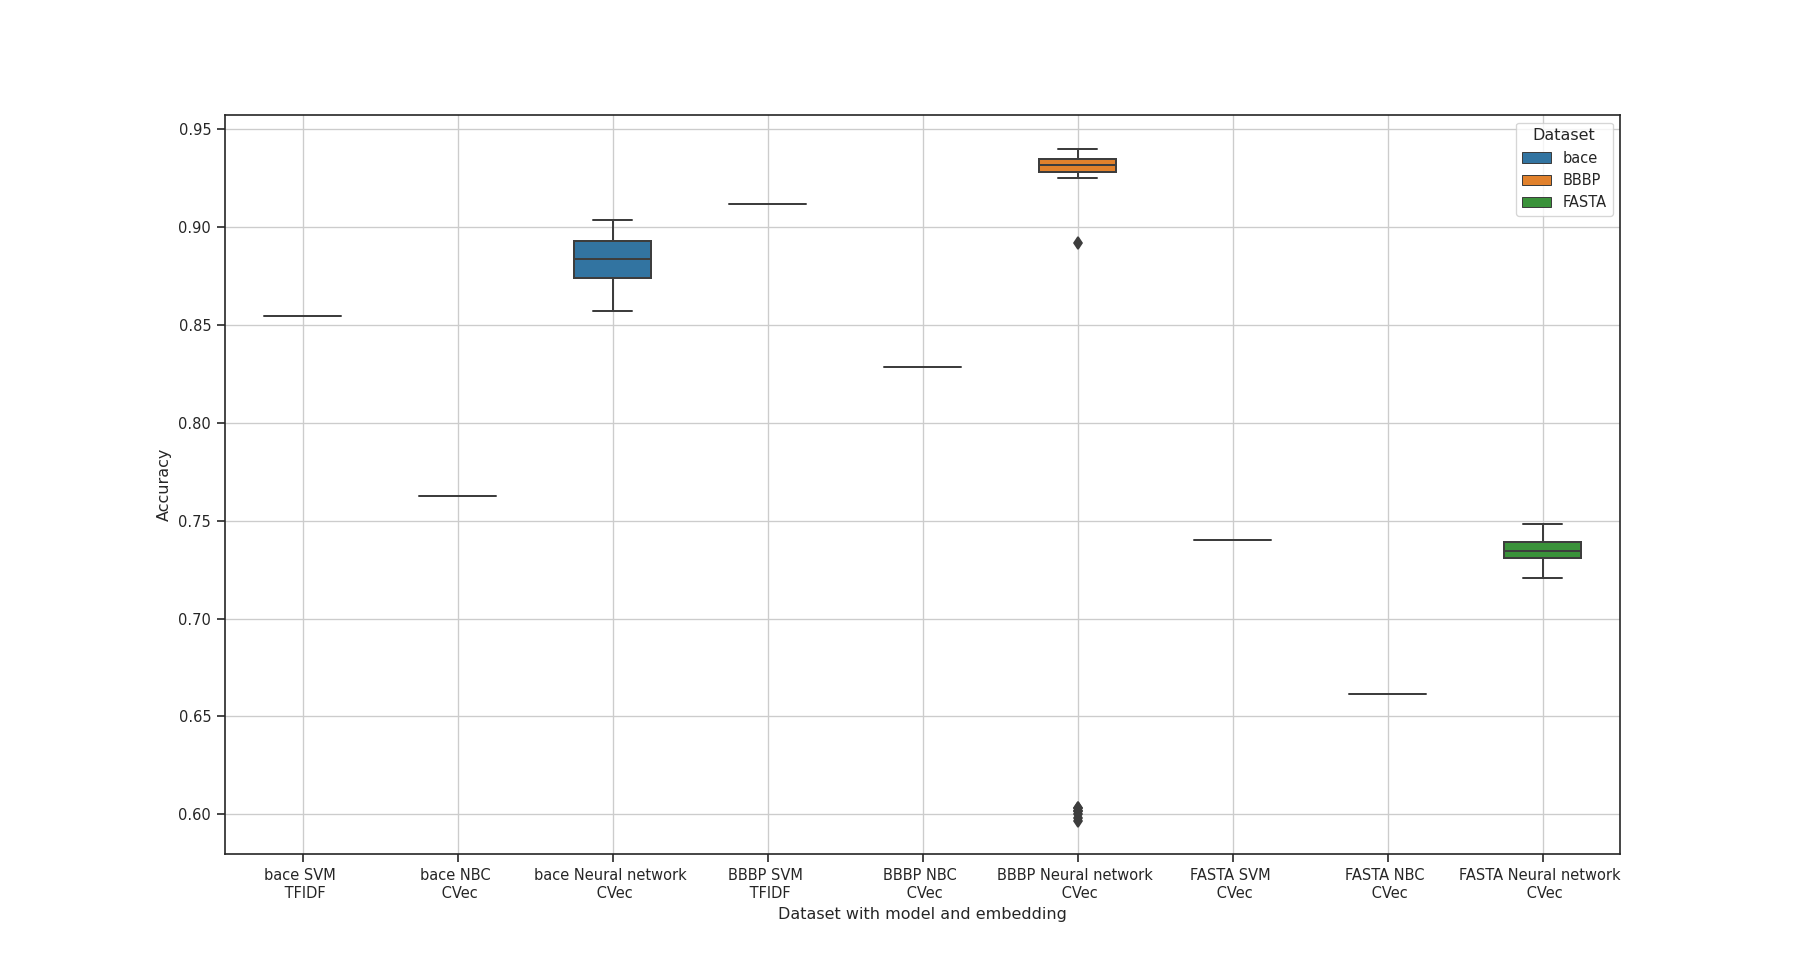 0.95
0.90
0.85
0.80
0.75
0.70
0.65
0.60
Accuracy
Dataset
bace
BBBP
FASTA
bace SVM
TFIDF
bace NBC
CVec
bace Neural network
CVec
BBBP SVM
TFIDF
BBBP NBC
CVec
BBBP Neural network
CVec
FASTA SVM
CVec
FASTA NBC
CVec
FASTA Neural network
CVec
Dataset with model and embedding